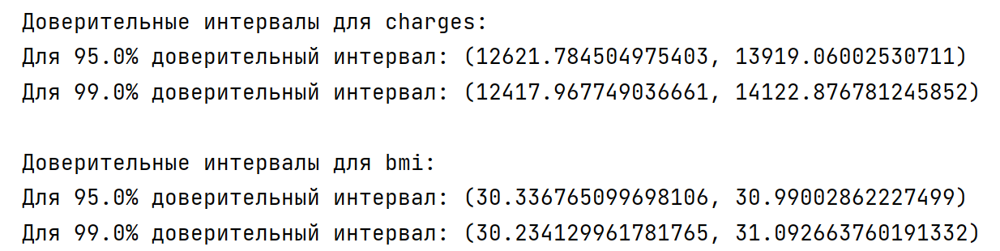 Доверительные интервалы для charges:
Для 95.0% доверительный интервал: (12621.784504975403, 13919.06002530711)
Для 99.0% доверительный интервал: (12417.967749036661, 14122.876781245852)
Доверительные интервалы для bmi:
Для 95.0% доверительный интервал: (30.336765099698106, 30.99002862227499)
Для 99.0% доверительный интервал: (30.234129961781765, 31.092663760191332)